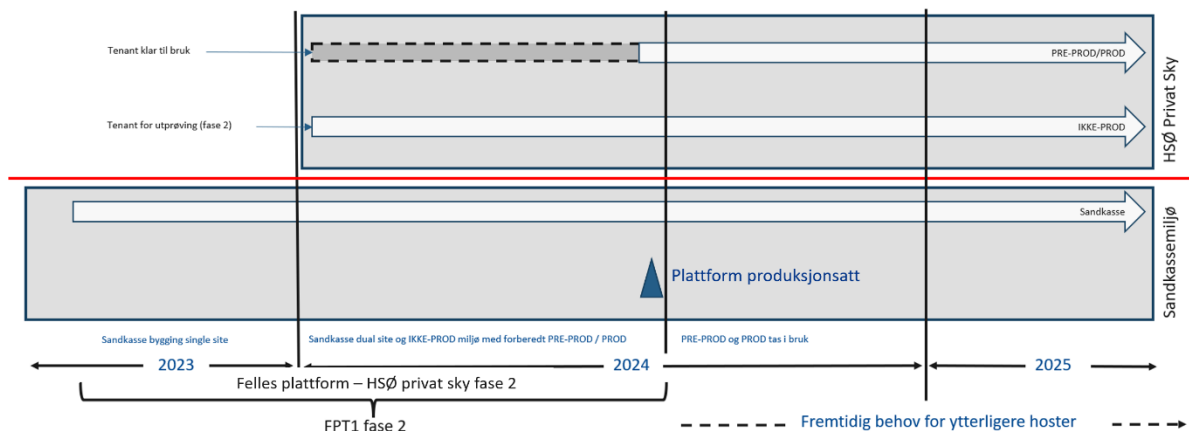 Tenant klar til bruk
PRE-PROD/PROD
Tenant for utprøving (fase 2)
IKKE-PROD
HSØ Privat Sky
Sandkasse
Plattform produksjonsatt
Sandkassemiljø
Sandkasse bygging single site
Sandkasse dual site og IKKE-PROD miljø med forberedt PRE-PROD / PROD
PRE-PROD og PROD tas i bruk
2023
2024
2025
Felles plattform – HSØ privat sky fase 2
FPT1 fase 2
Fremtidig behov for ytterligere hoster